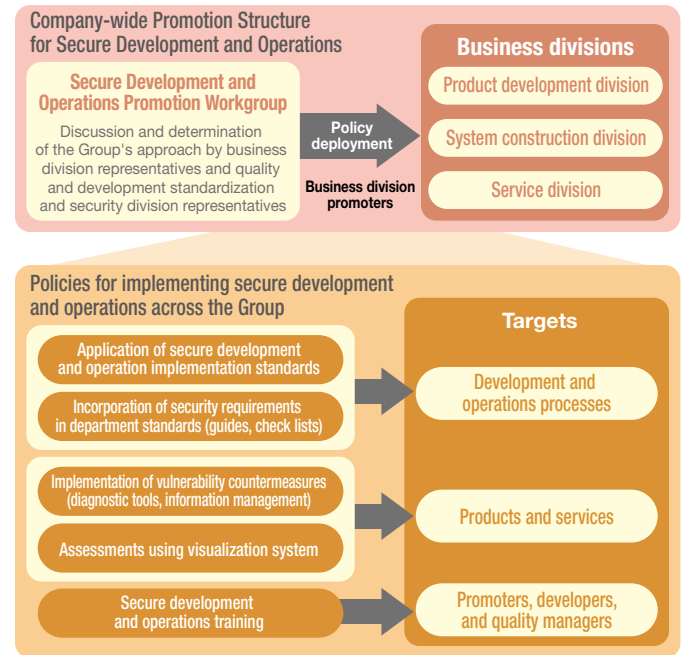 Company-wide Promotion Structure
for Secure Development and Operations
Secure Development and
Operations Promotion Workgroup
Discussion and determination
of the Group's approach by business
division representatives and quality
and development standardization
and security division representatives
Policy
deployment
Business division
promoters
Business divisions
Product development division
System construction division
Service division
Policies for implementing secure development
and operations across the Group
Application of secure development
and operation implementation standards
Incorporation of security requirements
in department standards (guides, check lists)
Implementation of vulnerability countermeasures
(diagnostic tools, information management)
Assessments using visualization system
Secure development
and operations training
Targets
Development and
operations processes
Products and services
Promoters, developers,
and quality managers